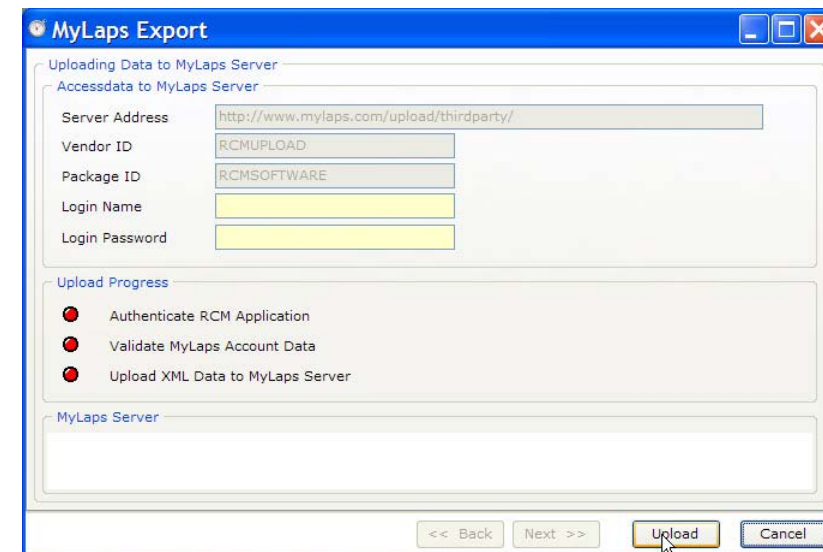 MyLaps Export
Uploading Data to MyLaps Server
Accessdata to MyLaps Server
Server Address http://www.mylaps.com/upload/thirdparty/
Vendor ID RCMUPLOAD
Package ID RCMSOFTWARE
Login Name
Login Password
Upload Progress
Authenticate RCM Application
Validate MyLaps Account Data
Upload XML Data to MyLaps Server
MyLaps Server
<< Back Next >> Upload Cancel